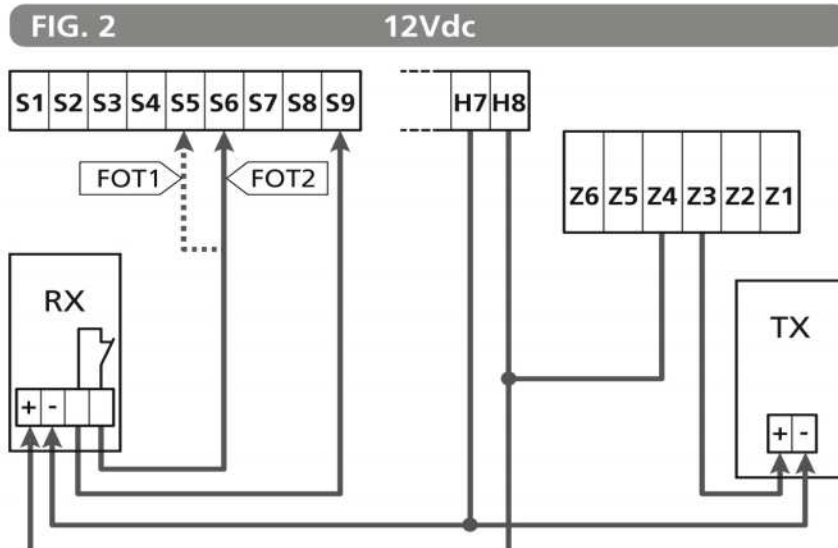 FIG. 2 12Vdc
S1 S2 S3 S4 S5 S6 S7 S8 S9 H7 H8
FOT1 FOT2
Z6 Z5 Z4 Z3 Z2 Z1
RX
TX
+ -
+ -